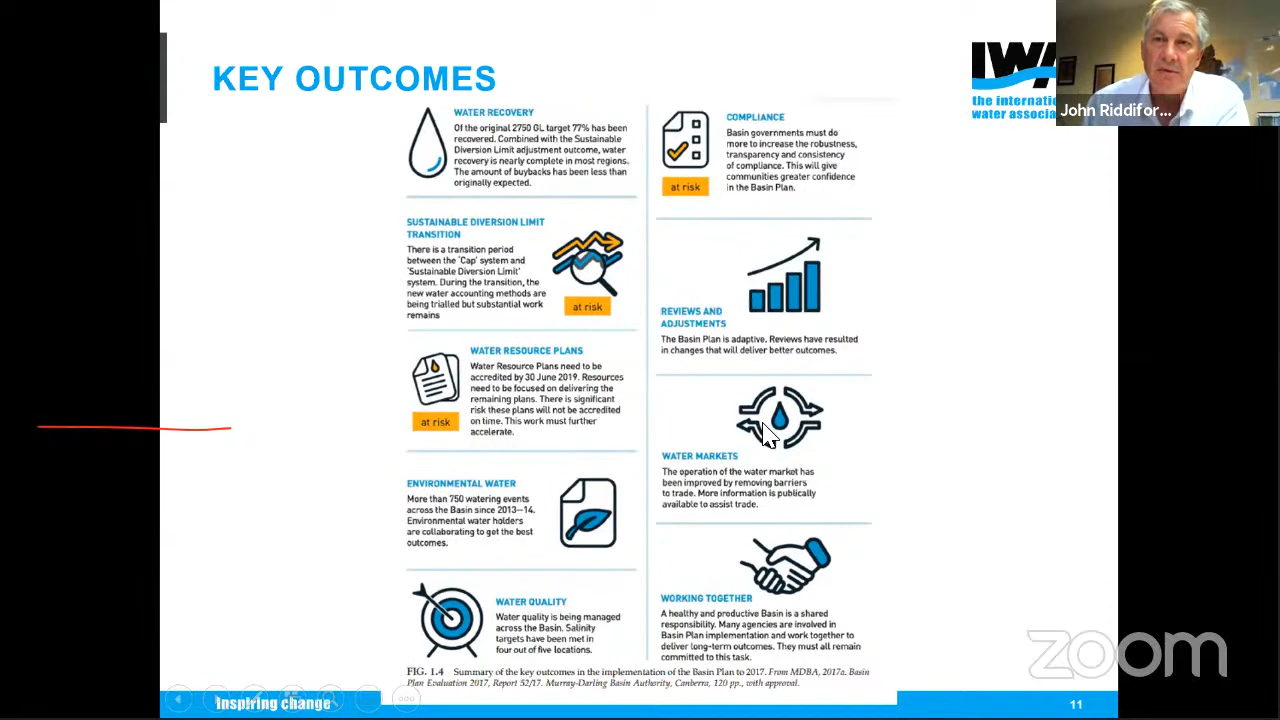 KEY OUTCOMES
IWA
the internati
water associa
John Riddifor...
WATER RECOVERY
Of the original 2750 GL target 77% has been
recovered. Combined with the Sustainable
Diversion Limit adjustment outcome, water
recovery is nearly complete in most regions.
The amount of buybacks has been less than
originally expected.
SUSTAINABLE DIVERSION LIMIT
TRANSITION
There is a transition period
between the ‘Cap’ system and
‘Sustainable Diversion Limit’
system. During the transition, the
new water accounting methods are
being trialled but substantial work
remains
at risk
WATER RESOURCE PLANS
Water Resource Plans need to be
accredited by 30 June 2019. Resources
need to be focused on delivering the
remaining plans. There is significant
risk these plans will not be accredited
on time. This work must further
accelerate.
at risk
ENVIRONMENTAL WATER
More than 750 watering events
across the Basin since 2013–14.
Environmental water holders
are collaborating to get the best
outcomes.
WATER QUALITY
Water quality is being managed
across the Basin. Salinity
targets have been met in
four out of five locations.
COMPLIANCE
Basin governments must do
more to increase the robustness,
transparency and consistency
of compliance. This will give
communities greater confidence
in the Basin Plan.
at risk
REVIEWS AND
ADJUSTMENTS
The Basin Plan is adaptive. Reviews have resulted
in changes that will deliver better outcomes.
WATER MARKETS
The operation of the water market has
been improved by removing barriers
to trade. More information is publically
available to assist trade.
WORKING TOGETHER
A healthy and productive Basin is a shared
responsibility. Many agencies are involved in
Basin Plan implementation and work together to
deliver long-term outcomes. They must all remain
committed to this task.
FIG. 1.4 Summary of the key outcomes in the implementation of the Basin Plan to 2017. From MDBA, 2017a. Basin
Plan Evaluation 2017, Report 52/17. Murray-Darling Basin Authority, Canberra, 120 pp., with approval.
zoom
inspiring change
11